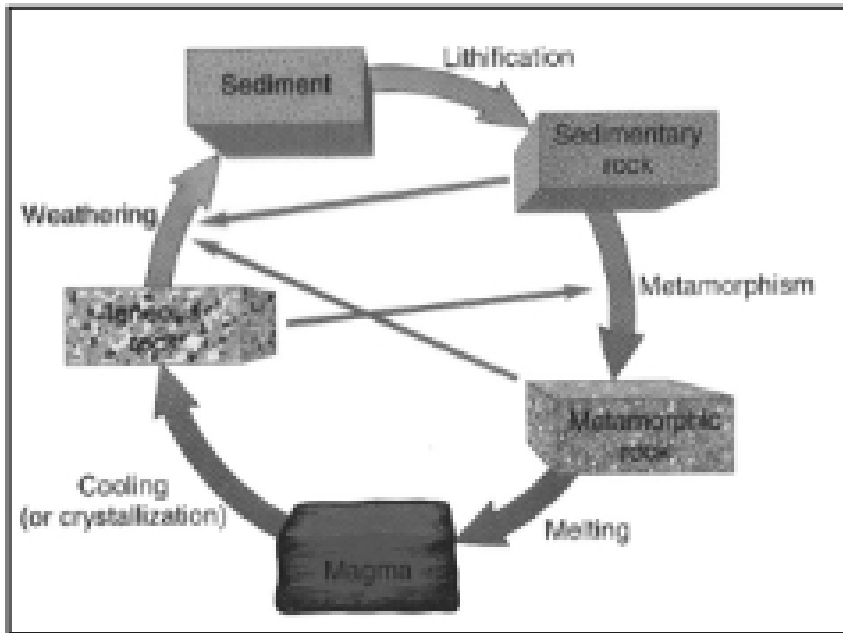 Lithification
Sediment
Sedimentary
rock
Weathering
Metamorphism
Igneous
rock
Metamorphic
rock
Cooling
(or crystallization)
Melting
Magma